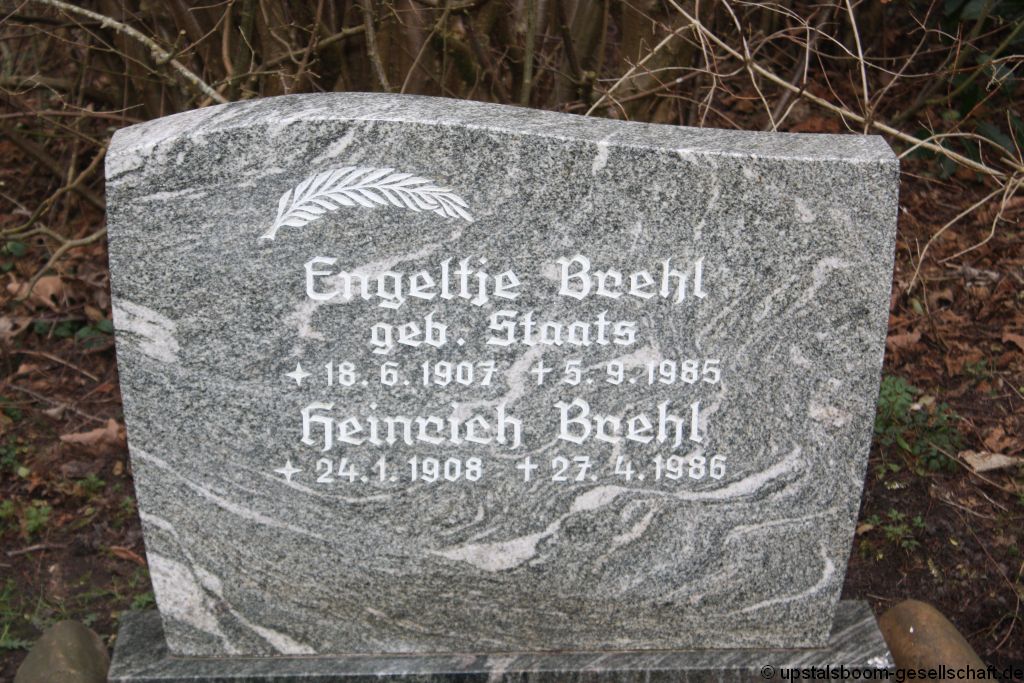 Engeltje Brehl
geb. Staats
✦ 18. 6. 1907 ✝ 5. 9. 1985
Heinrich Brehl
✦ 24. 1. 1908 ✝ 27. 4. 1986
© upstalsboom-gesellschaft.de